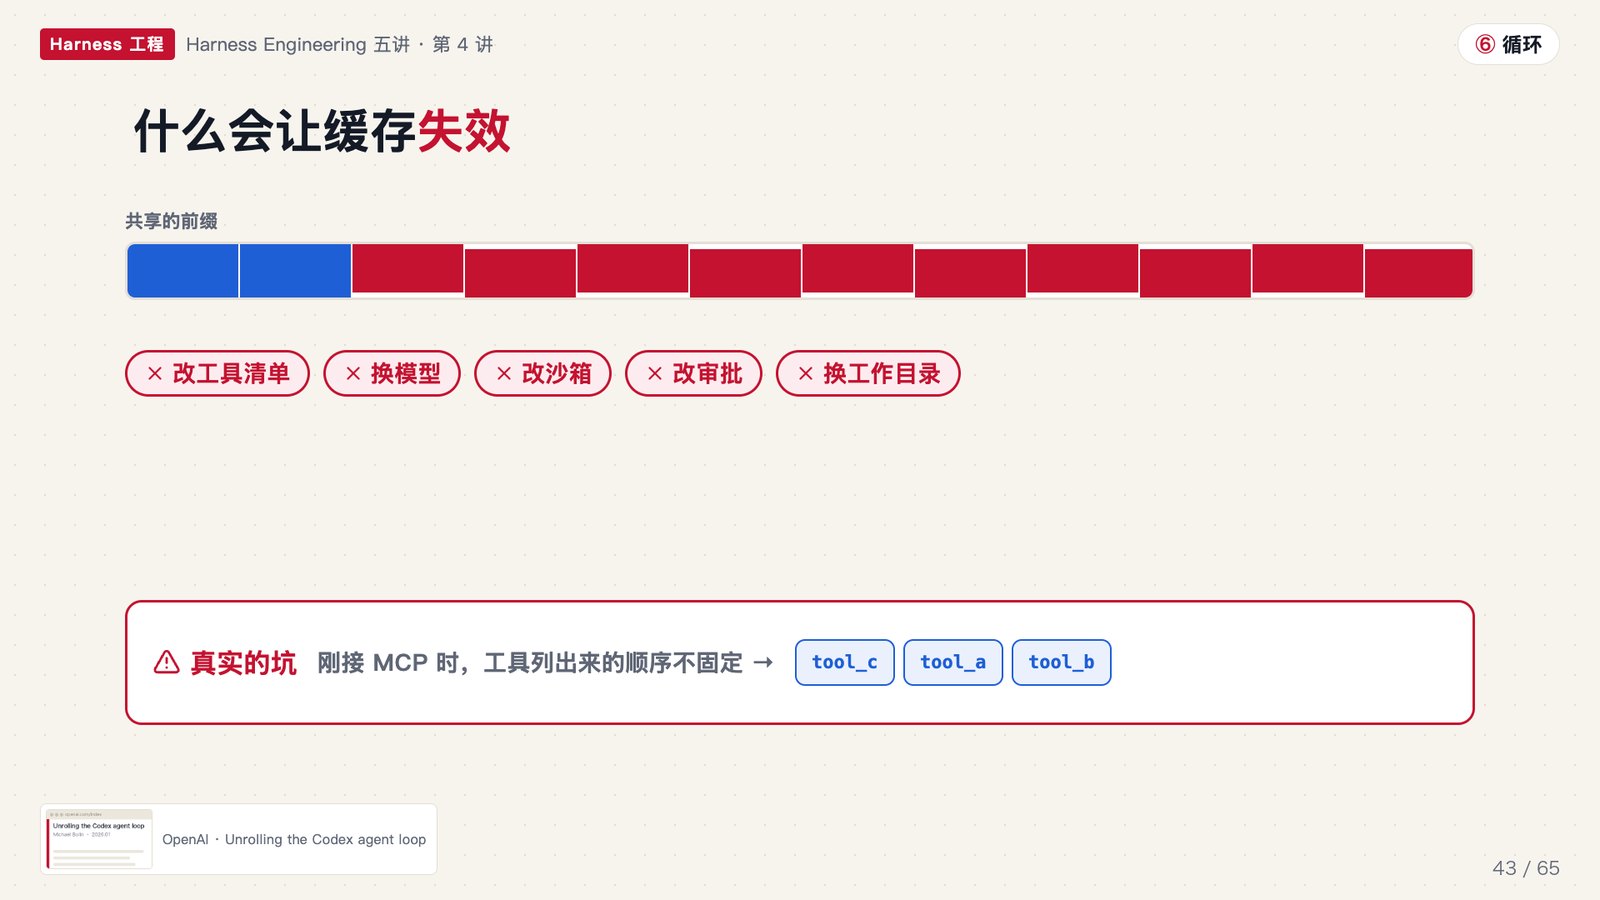 Harness 工程 Harness Engineering 五讲 · 第 4 讲
⑥ 循环
什么会让缓存失效
共享的前缀
× 改工具清单 × 换模型 × 改沙箱 × 改审批 × 换工作目录
真实的坑 刚接 MCP 时，工具列出来的顺序不固定 → tool_c tool_a tool_b
Unrolling the Codex agent loop
OpenAI · Unrolling the Codex agent loop
43 / 65